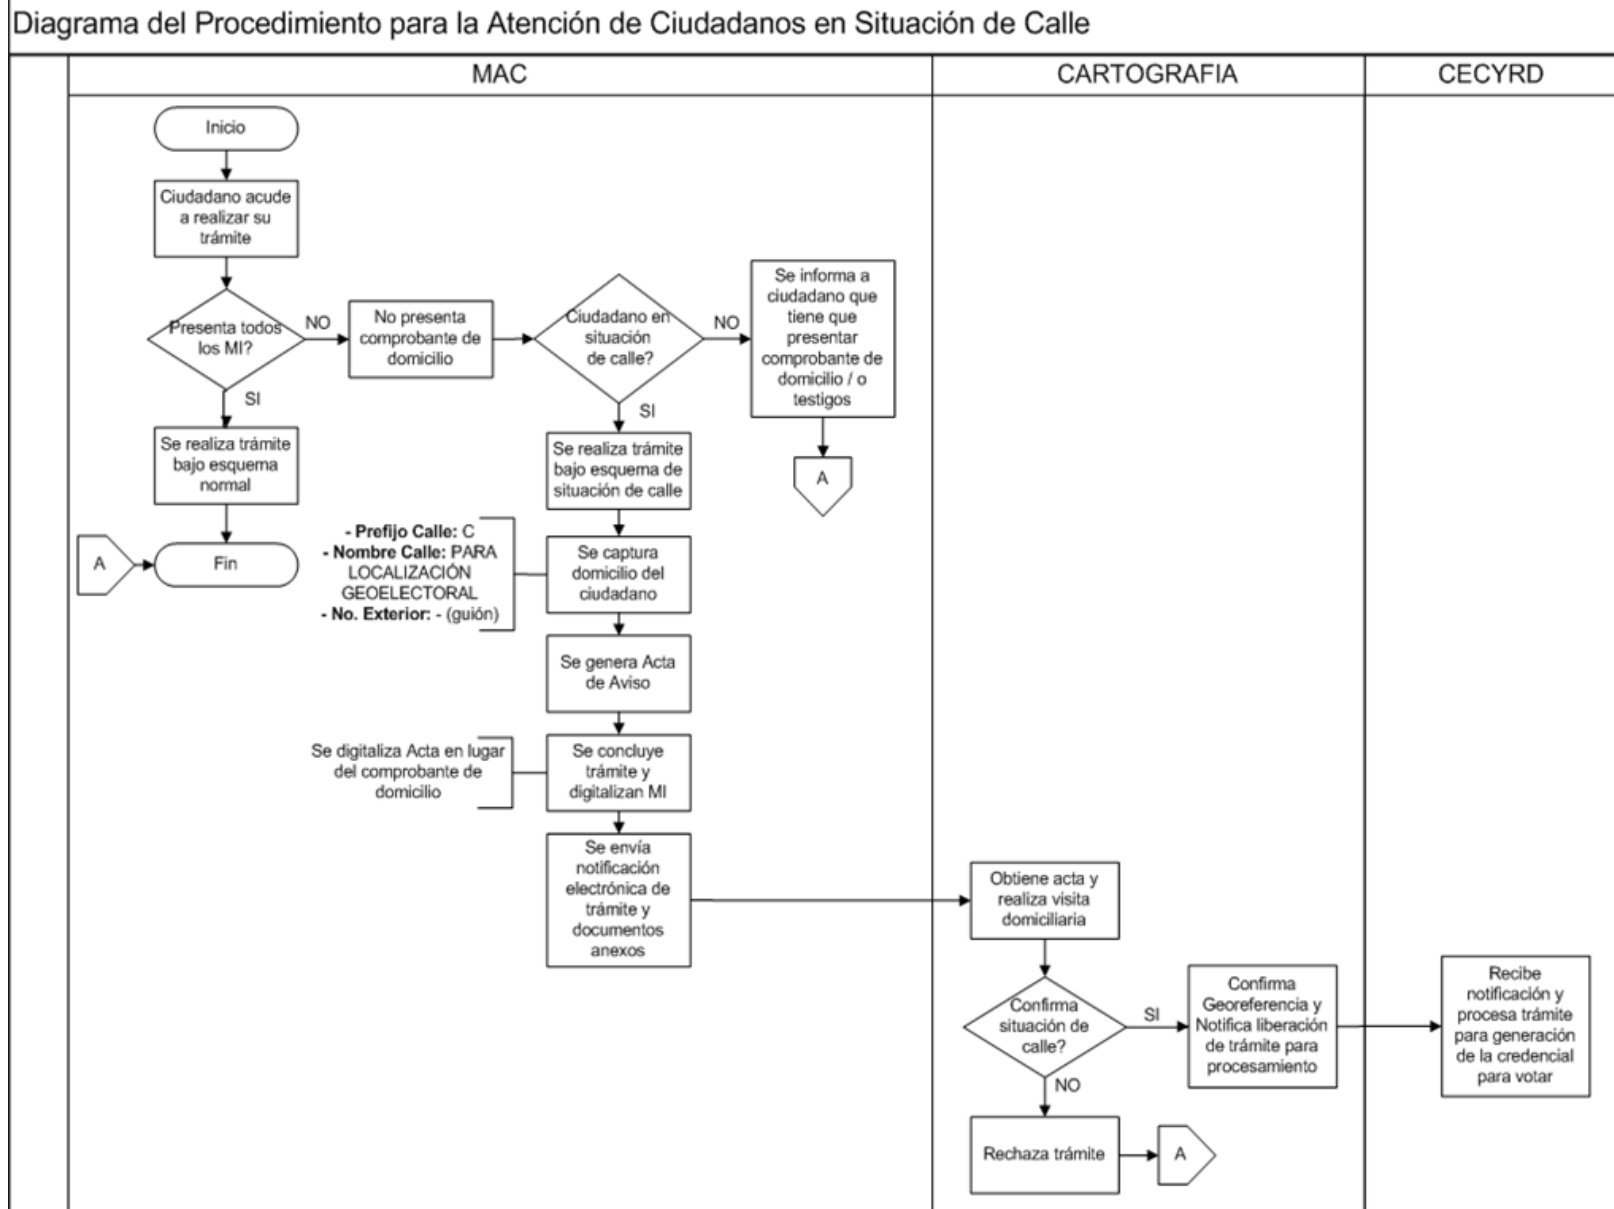 Diagrama del Procedimiento para la Atención de Ciudadanos en Situación de Calle
MAC
CARTOGRAFIA
CECYRD
Inicio
Ciudadano acude
a realizar su
trámite
Presenta todos
los MI?
NO
No presenta
comprobante de
domicilio
Ciudadano en
situación
de calle?
NO
Se informa a
ciudadano que
tiene que
presentar
comprobante de
domicilio / o
testigos
A
SI
Se realiza trámite
bajo esquema
normal
A
Fin
SI
Se realiza trámite
bajo esquema de
situación de calle
- Prefijo Calle: C
- Nombre Calle: PARA
LOCALIZACIÓN
GEOELECTORAL
- No. Exterior: - (guión)
Se captura
domicilio del
ciudadano
Se genera Acta
de Aviso
Se digitaliza Acta en lugar
del comprobante de
domicilio
Se concluye
trámite y
digitalizan MI
Se envía
notificación
electrónica de
trámite y
documentos
anexos
Obtiene acta y
realiza visita
domiciliaria
Confirma
situación de
calle?
SI
Confirma
Georeferencia y
Notifica liberación
de trámite para
procesamiento
Recibe
notificación y
procesa trámite
para generación
de la credencial
para votar
NO
Rechaza trámite
A